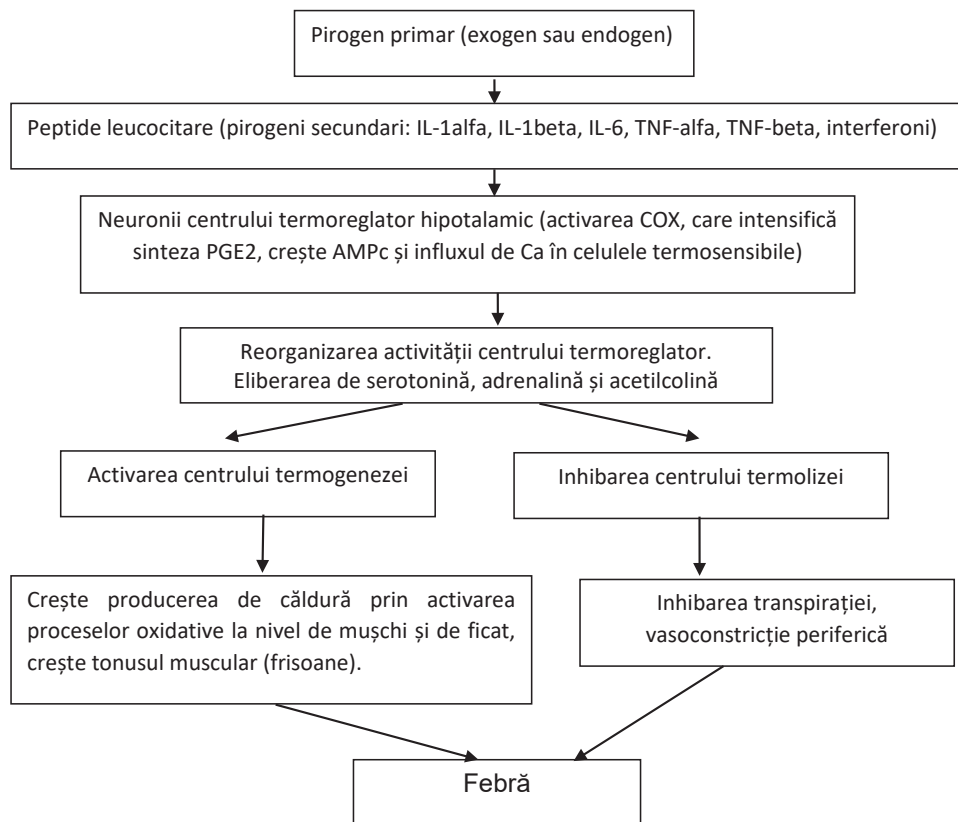 Pirogen primar (exogen sau endogen)
Peptide leucocitare (pirogeni secundari: IL-1alfa, IL-1beta, IL-6, TNF-alfa, TNF-beta, interferoni)
Neuronii centrului termoreglator hipotalamic (activarea COX, care intensifică
sinteza PGE2, crește AMPc și influxul de Ca în celulele termosensibile)
Reorganizarea activității centrului termoreglator.
Eliberarea de serotonină, adrenalină și acetilcolină
Activarea centrului termogenezei
Inhibarea centrului termolizei
Crește producerea de căldură prin activarea
proceselor oxidative la nivel de mușchi și de ficat,
crește tonusul muscular (frisoane).
Inhibarea transpirației,
vasoconstricție periferică
Febră